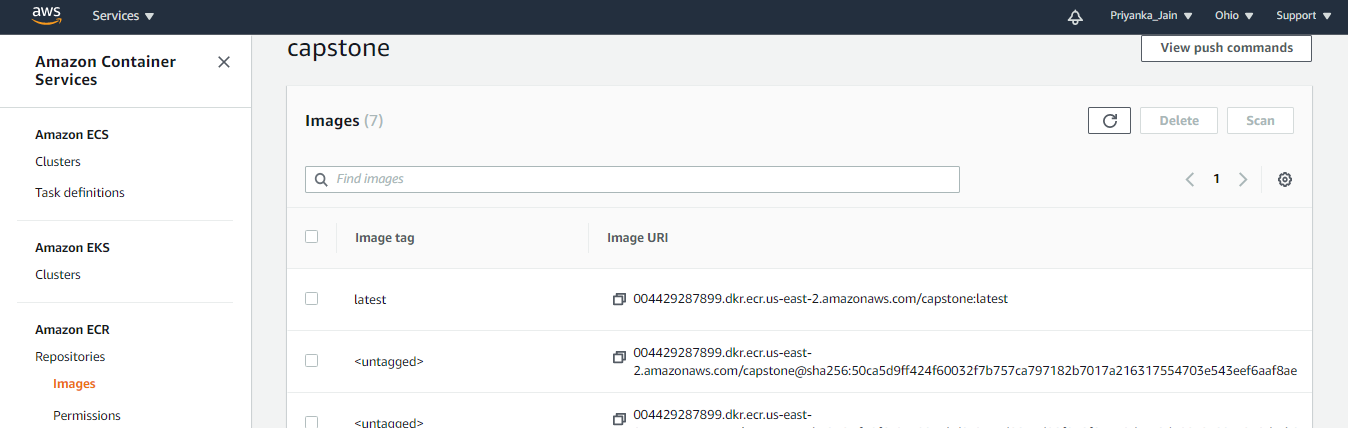 aws
Services
Priyanka_Jain
Ohio
Support
Amazon Container
Services
Amazon ECS
Clusters
Task definitions
Amazon EKS
Clusters
Amazon ECR
Repositories
Images
Permissions
capstone
View push commands
Images (7)
Delete
Scan
Find images
1
Image tag
Image URI
latest
004429287899.dkr.ecr.us-east-2.amazonaws.com/capstone:latest
<untagged>
004429287899.dkr.ecr.us-east-
2.amazonaws.com/capstone@sha256:50ca5d9ff424f60032f7b757ca797182b7017a216317554703e543eef6aaf8ae
<untagged>
004429287899.dkr.ecr.us-east-